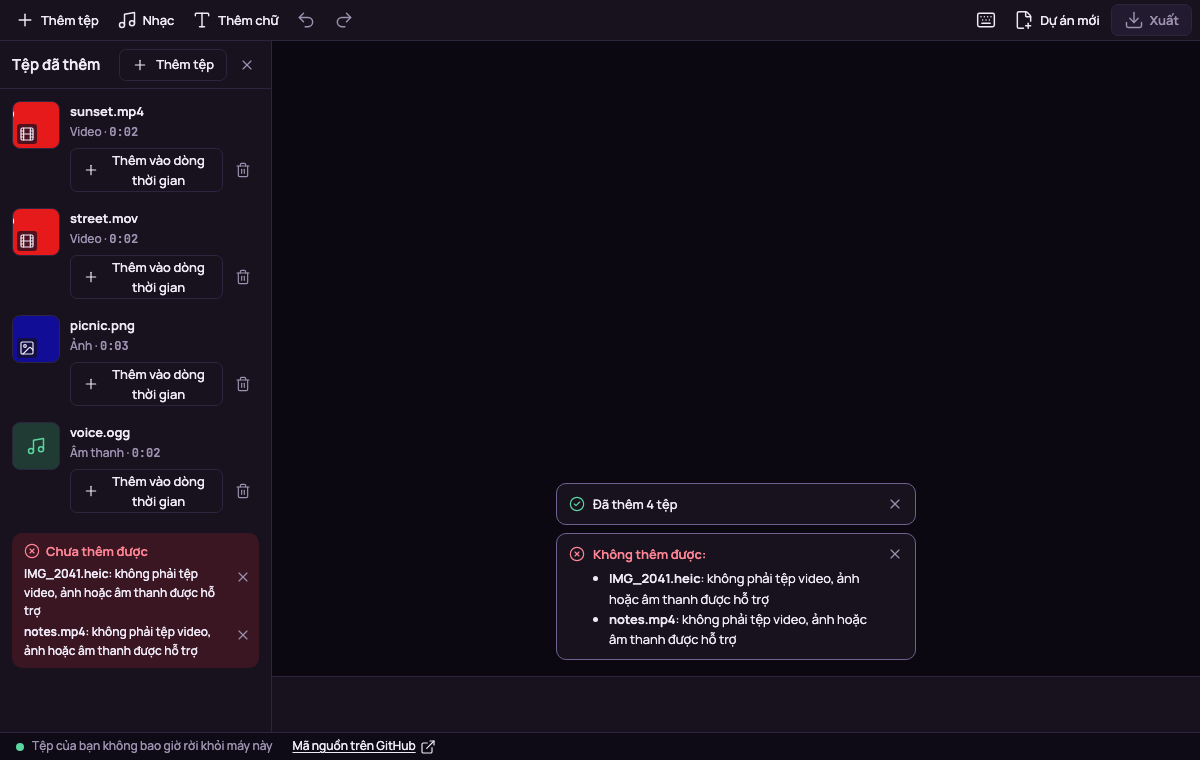 Thêm tệp
Nhạc
Thêm chữ
Dự án mới
Xuất
Tệp đã thêm
Thêm tệp
sunset.mp4
Video · 0:02
Thêm vào dòng
thời gian
street.mov
Video · 0:02
Thêm vào dòng
thời gian
picnic.png
Ảnh · 0:03
Thêm vào dòng
thời gian
voice.ogg
Âm thanh · 0:02
Thêm vào dòng
thời gian
Chưa thêm được
IMG_2041.heic: không phải tệp
video, ảnh hoặc âm thanh được hỗ
trợ
notes.mp4: không phải tệp video,
ảnh hoặc âm thanh được hỗ trợ
Đã thêm 4 tệp
Không thêm được:
IMG_2041.heic: không phải tệp video, ảnh
hoặc âm thanh được hỗ trợ
notes.mp4: không phải tệp video, ảnh hoặc
âm thanh được hỗ trợ
Tệp của bạn không bao giờ rời khỏi máy này
Mã nguồn trên GitHub